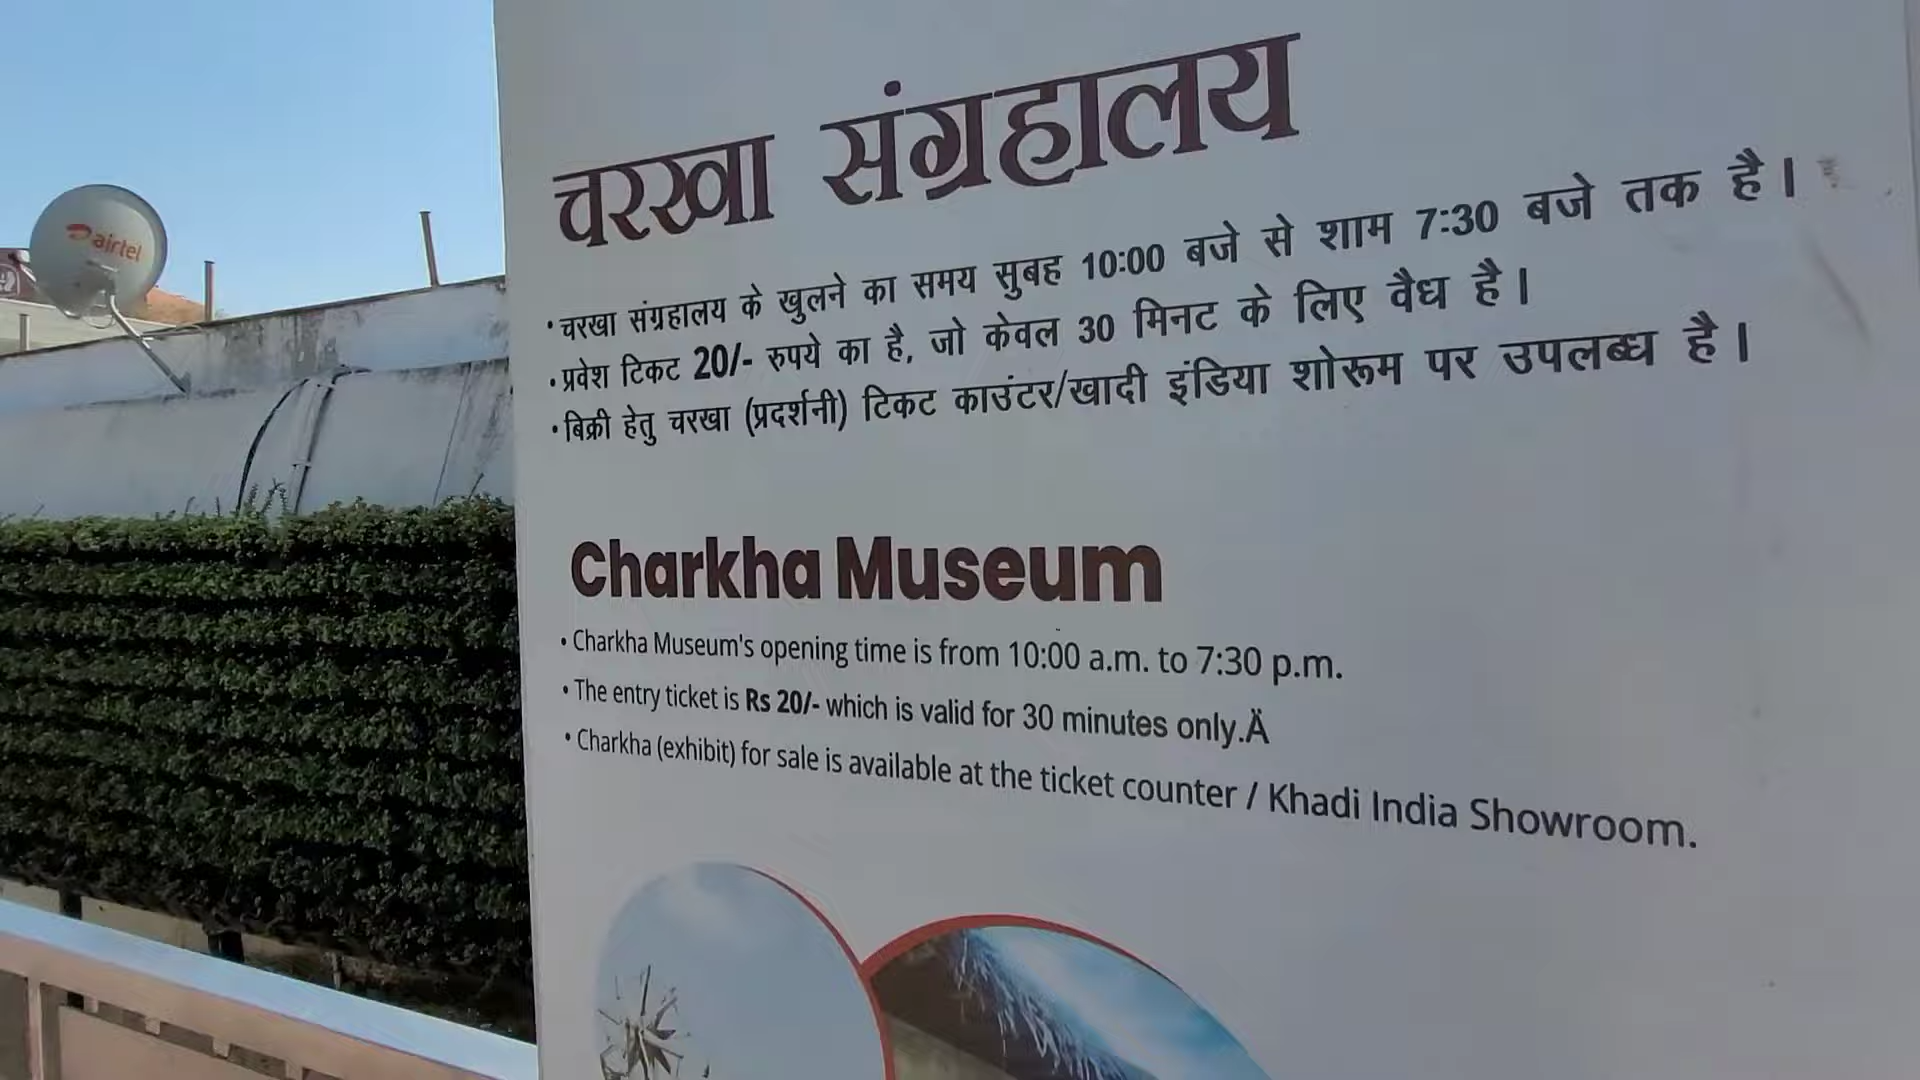 airtel
चरखा संग्रहालय
•चरखा संग्रहालय के खुलने का समय सुबह 10:00 बजे से शाम 7:30 बजे तक है।
•प्रवेश टिकट 20/- रुपये का है, जो केवल 30 मिनट के लिए वैध है।
•बिक्री हेतु चरखा (प्रदर्शनी) टिकट काउंटर/खादी इंडिया शोरूम पर उपलब्ध है।
Charkha Museum
• Charkha Museum's opening time is from 10:00 a.m. to 7:30 p.m.
• The entry ticket is Rs 20/- which is valid for 30 minutes only.Ä
• Charkha (exhibit) for sale is available at the ticket counter / Khadi India Showroom.